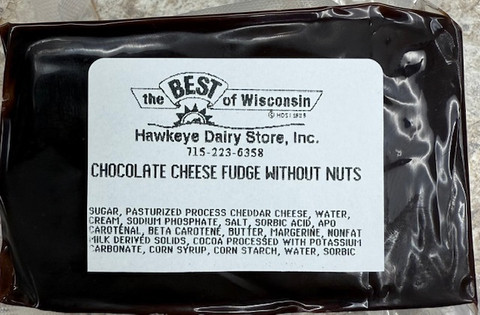 the BEST of Wisconsin
Hawkeye Dairy Store, Inc.
715-223-6358
CHOCOLATE CHEESE FUDGE WITHOUT NUTS
SUGAR, PASTURIZED PROCESS CHEDDAR CHEESE, WATER,
CREAM, SODIUM PHOSPHATE, SALT, SORBIC ACID, APO
CAROTENAL, BETA CAROTENE, BUTTER, MARGERINE, NONFAT
MILK DERIVED SOLIDS, COCOA PROCESSED WITH POTASSIUM
CARBONATE, CORN SYRUP, CORN STARCH, WATER, SORBIC